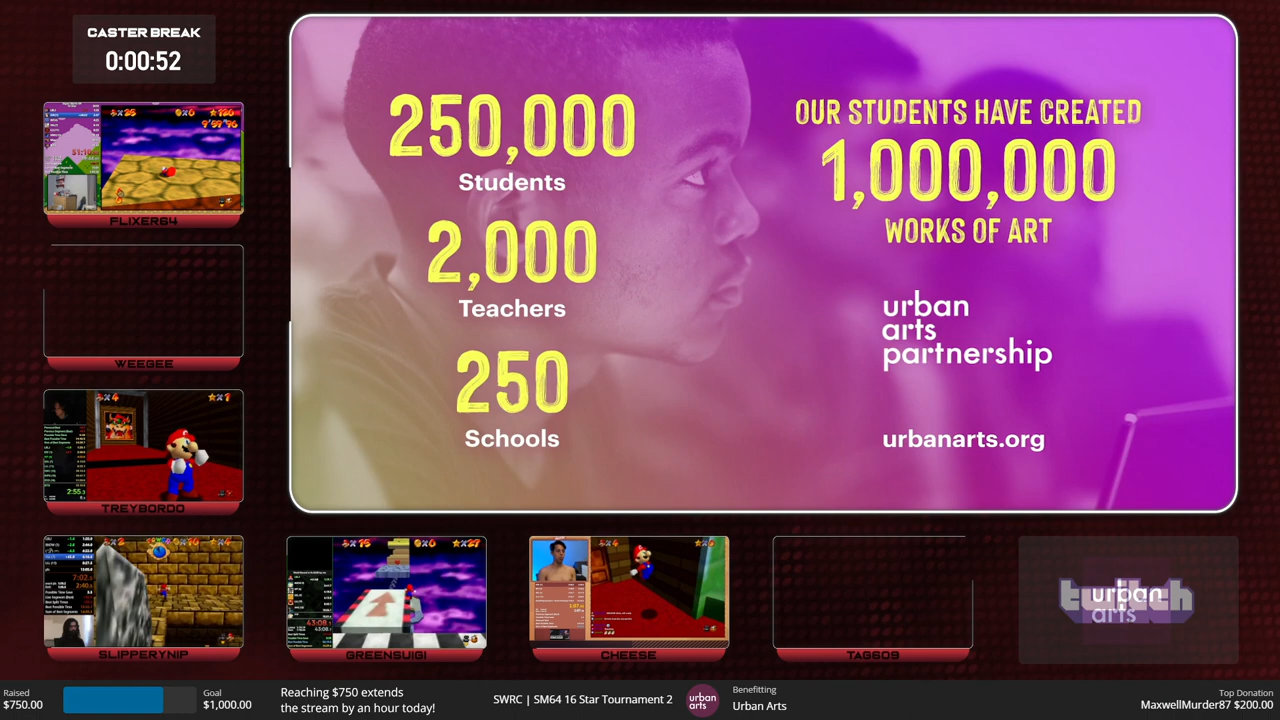 CASTER BREAK
0:00:52
FLIXER64
WEEGEE
TREYBORDO
SLIPPERYNIP
GREENSUIGI
CHEESE
TAG609
250,000
Students
2,000
Teachers
250
Schools
OUR STUDENTS HAVE CREATED
1,000,000
WORKS OF ART
urban
arts
partnership
urbanarts.org
twitch
urban
arts
Raised
$750.00
Goal
$1,000.00
Reaching $750 extends
the stream by an hour today!
SWRC | SM64 16 Star Tournament 2
urban
arts
Benefitting
Urban Arts
Top Donation
MaxwellMurder87 $200.00